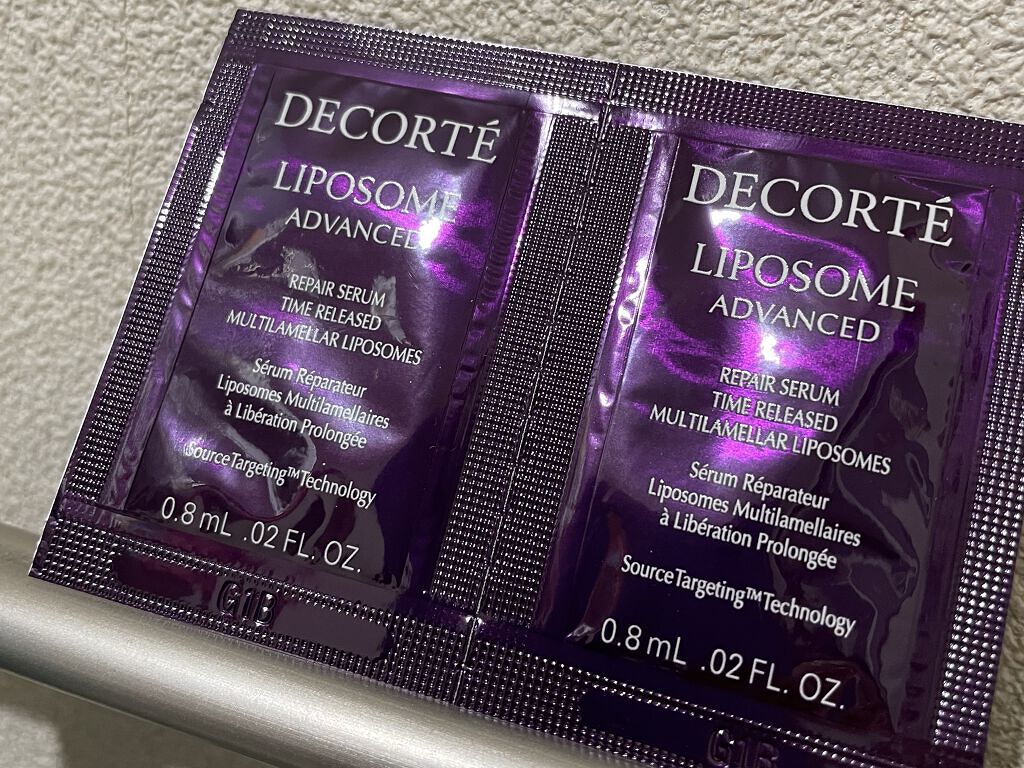 DECORTÉ
LIPOSOME
ADVANCED
REPAIR SERUM
TIME RELEASED
MULTILAMELLAR LIPOSOMES
Sérum Réparateur
Liposomes Multilamellaires
à Libération Prolongée
SourceTargeting™Technology
0.8 mL .02 FL. OZ.
G1B
DECORTÉ
LIPOSOME
ADVANCED
REPAIR SERUM
TIME RELEASED
MULTILAMELLAR LIPOSOMES
Sérum Réparateur
Liposomes Multilamellaires
à Libération Prolongée
SourceTargeting™Technology
0.8 mL .02 FL. OZ.
G1B